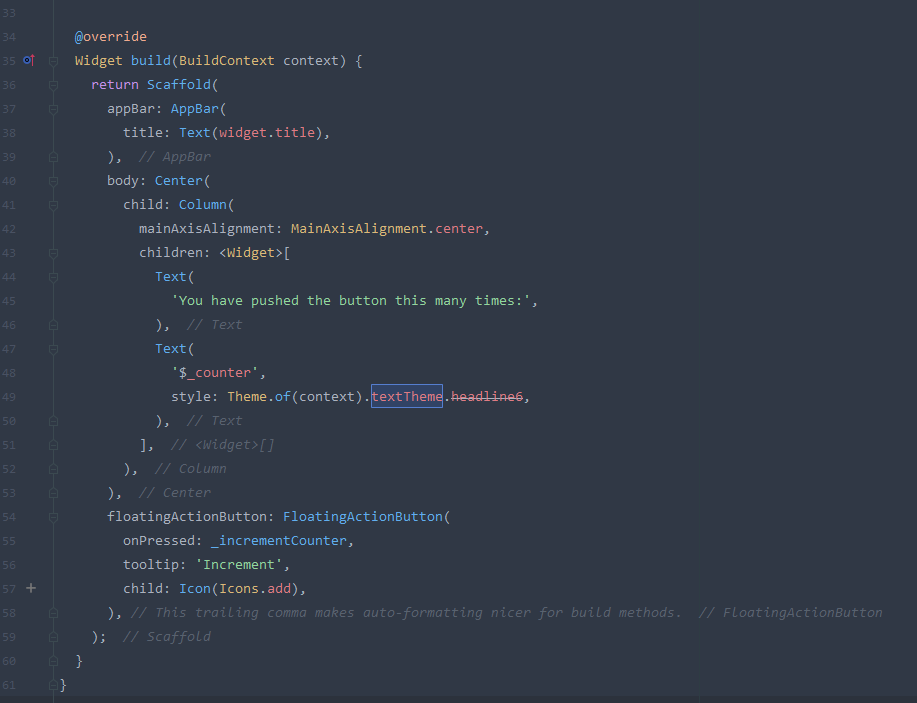 33
34 @override
35 Widget build(BuildContext context) {
36 return Scaffold(
37 appBar: AppBar(
38 title: Text(widget.title),
39 ), // AppBar
40 body: Center(
41 child: Column(
42 mainAxisAlignment: MainAxisAlignment.center,
43 children: <Widget>[
44 Text(
45 'You have pushed the button this many times:',
46 ), // Text
47 Text(
48 '$_counter',
49 style: Theme.of(context).textTheme.headline6,
50 ), // Text
51 ], // <Widget>[]
52 ), // Column
53 ), // Center
54 floatingActionButton: FloatingActionButton(
55 onPressed: _incrementCounter,
56 tooltip: 'Increment',
57 child: Icon(Icons.add),
58 ), // This trailing comma makes auto-formatting nicer for build methods. // FloatingActionButton
59 ); // Scaffold
60 }
61 }